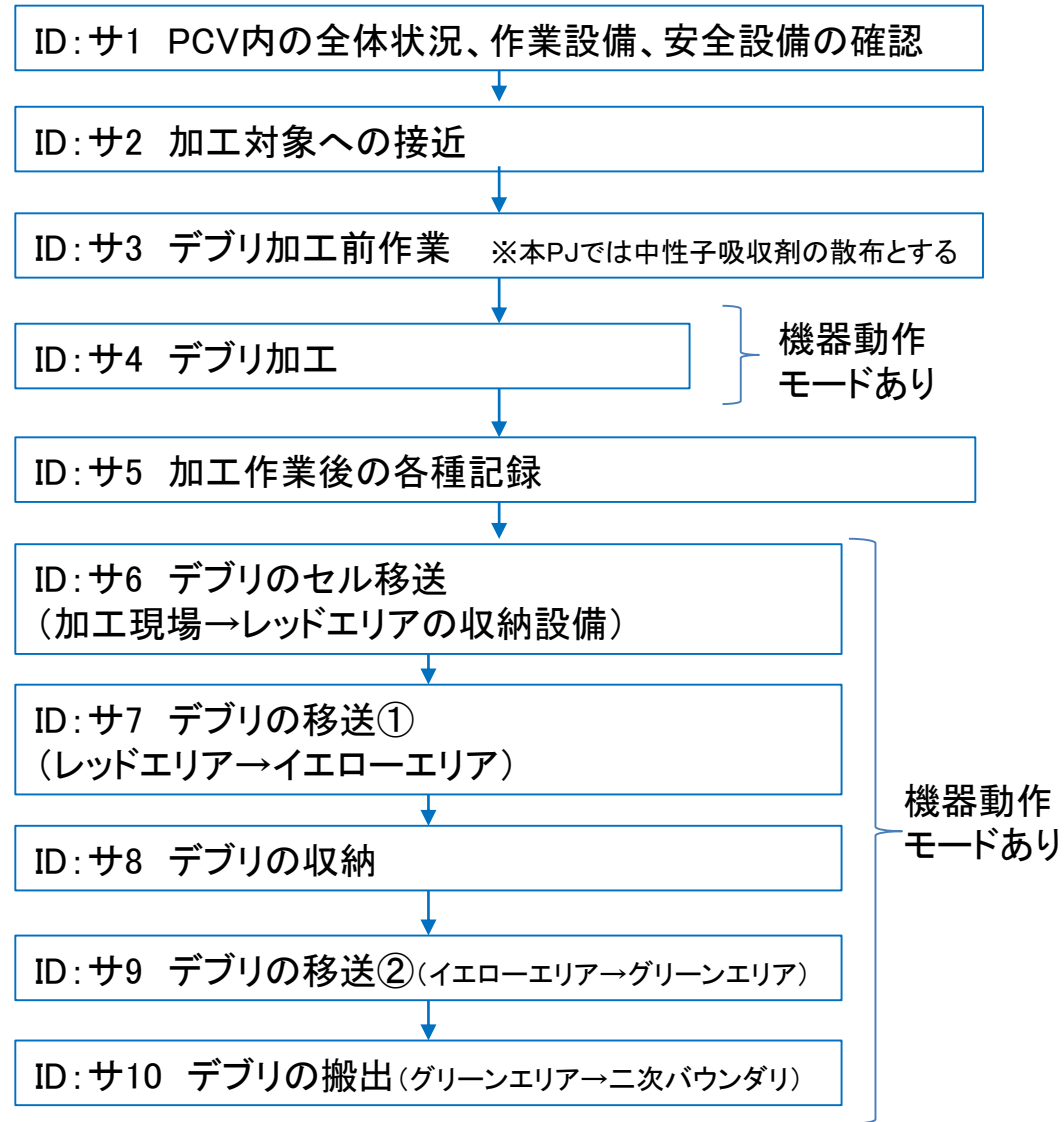 ID：サ1　PCV内の全体状況、作業設備、安全設備の確認
ID：サ2　加工対象への接近
ID：サ3　デブリ加工前作業　※本PJでは中性子吸収剤の散布とする
ID：サ4　デブリ加工
機器動作
モードあり
ID：サ5　加工作業後の各種記録
ID：サ6　デブリのセル移送
（加工現場→レッドエリアの収納設備）
ID：サ7　デブリの移送①
（レッドエリア→イエローエリア）
ID：サ8　デブリの収納
ID：サ9　デブリの移送②（イエローエリア→グリーンエリア）
ID：サ10　デブリの搬出（グリーンエリア→二次バウンダリ）
機器動作
モードあり